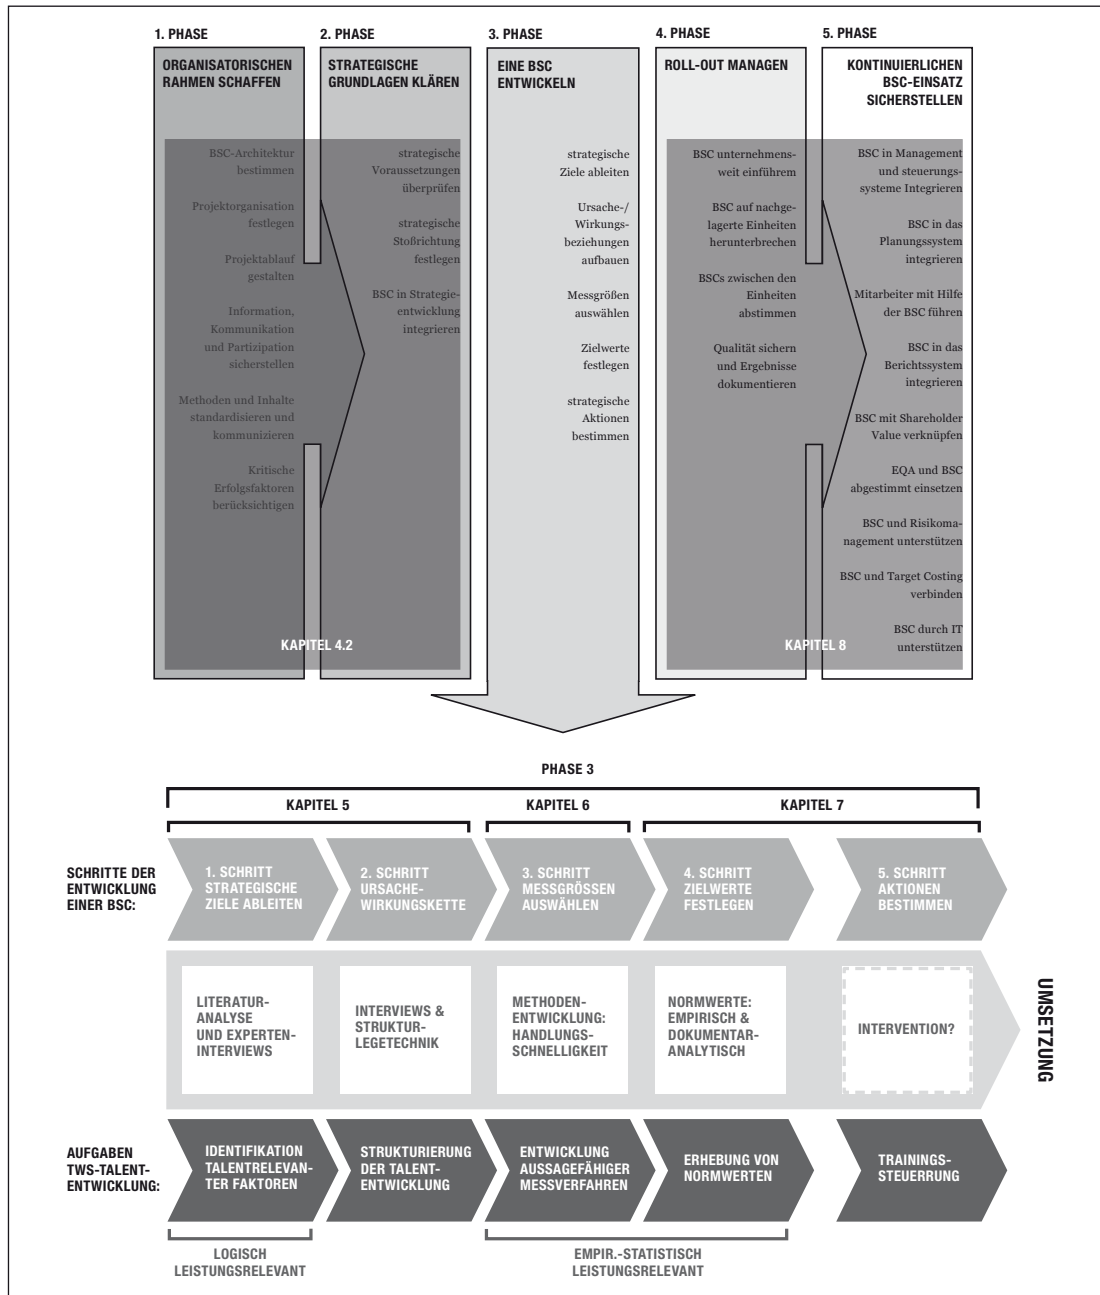 1. PHASE
ORGANISATORISCHEN
RAHMEN SCHAFFEN
BSC-Architektur
bestimmen
Projektorganisation
festlegen
Projektablauf
gestalten
Information,
Kommunikation
und Partizipation
sicherstellen
Methoden und Inhalte
standardisieren und
kommunizieren
Kritische
Erfolgsfaktoren
berücksichtigen
2. PHASE
STRATEGISCHE
GRUNDLAGEN KLÄREN
strategische
Voraussetzungen
überprüfen
strategische
Stoßrichtung
festlegen
BSC in Strategie-
entwicklung
integrieren
KAPITEL 4.2
3. PHASE
EINE BSC
ENTWICKELN
strategische
Ziele ableiten
Ursache-/
Wirkungs-
beziehungen
aufbauen
Messgrößen
auswählen
Zielwerte
festlegen
strategische
Aktionen
bestimmen
4. PHASE
ROLL-OUT MANAGEN
BSC unternehmens-
weit einführem
BSC auf nachge-
lagerte Einheiten
herunterbrechen
BSCs zwischen den
Einheiten
abstimmen
Qualität sichern
und Ergebnisse
dokumentieren
5. PHASE
KONTINUIERLICHEN
BSC-EINSATZ
SICHERSTELLEN
BSC in Management
und steuerungs-
systeme Integrieren
BSC in das
Planungssystem
integrieren
Mitarbeiter mit Hilfe
der BSC führen
BSC in das
Berichtssystem
integrieren
BSC mit Shareholder
Value verknüpfen
EQA und BSC
abgestimmt einsetzen
BSC und Risikoma-
nagement unterstützen
BSC und Target Costing
verbinden
BSC durch IT
unterstützen
KAPITEL 8
PHASE 3
KAPITEL 5
KAPITEL 6
KAPITEL 7
SCHRITTE DER
ENTWICKLUNG
EINER BSC:
1. SCHRITT
STRATEGISCHE
ZIELE ABLEITEN
2. SCHRITT
URSACHE-
WIRKUNGSKETTE
3. SCHRITT
MESSGRÖSSEN
AUSWÄHLEN
4. SCHRITT
ZIELWERTE
FESTLEGEN
5. SCHRITT
AKTIONEN
BESTIMMEN
LITERATUR-
ANALYSE
UND EXPERTEN-
INTERVIEWS
INTERVIEWS &
STRUKTUR-
LEGETECHNIK
METHODEN-
ENTWICKLUNG:
HANDLUNGS-
SCHNELLIGKEIT
NORMWERTE:
EMPIRISCH &
DOKUMENTAR-
ANALYTISCH
INTERVENTION?
UMSETZUNG
AUFGABEN
TWS-TALENT-
ENTWICKLUNG:
IDENTIFIKATION
TALENTRELEVAN-
TER FAKTOREN
STRUKTURIERUNG
DER TALENT-
ENTWICKLUNG
ENTWICKLUNG
AUSSAGEFÄHIGER
MESSVERFAHREN
ERHEBUNG VON
NORMWERTEN
TRAININGS-
STEUERRUNG
LOGISCH
LEISTUNGSRELEVANT
EMPIR.-STATISTISCH
LEISTUNGSRELEVANT